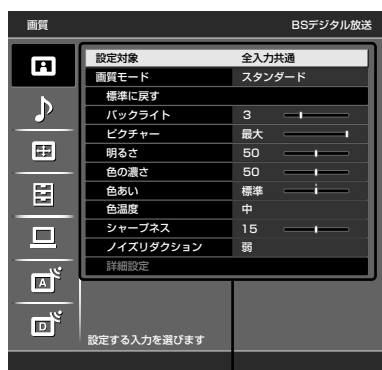 画質 BSデジタル放送
設定対象 全入力共通
画質モード スタンダード
標準に戻す
バックライト 3
ピクチャー 最大
明るさ 50
色の濃さ 50
色あい 標準
色温度 中
シャープネス 15
ノイズリダクション 弱
詳細設定
A
D
設定する入力を選びます